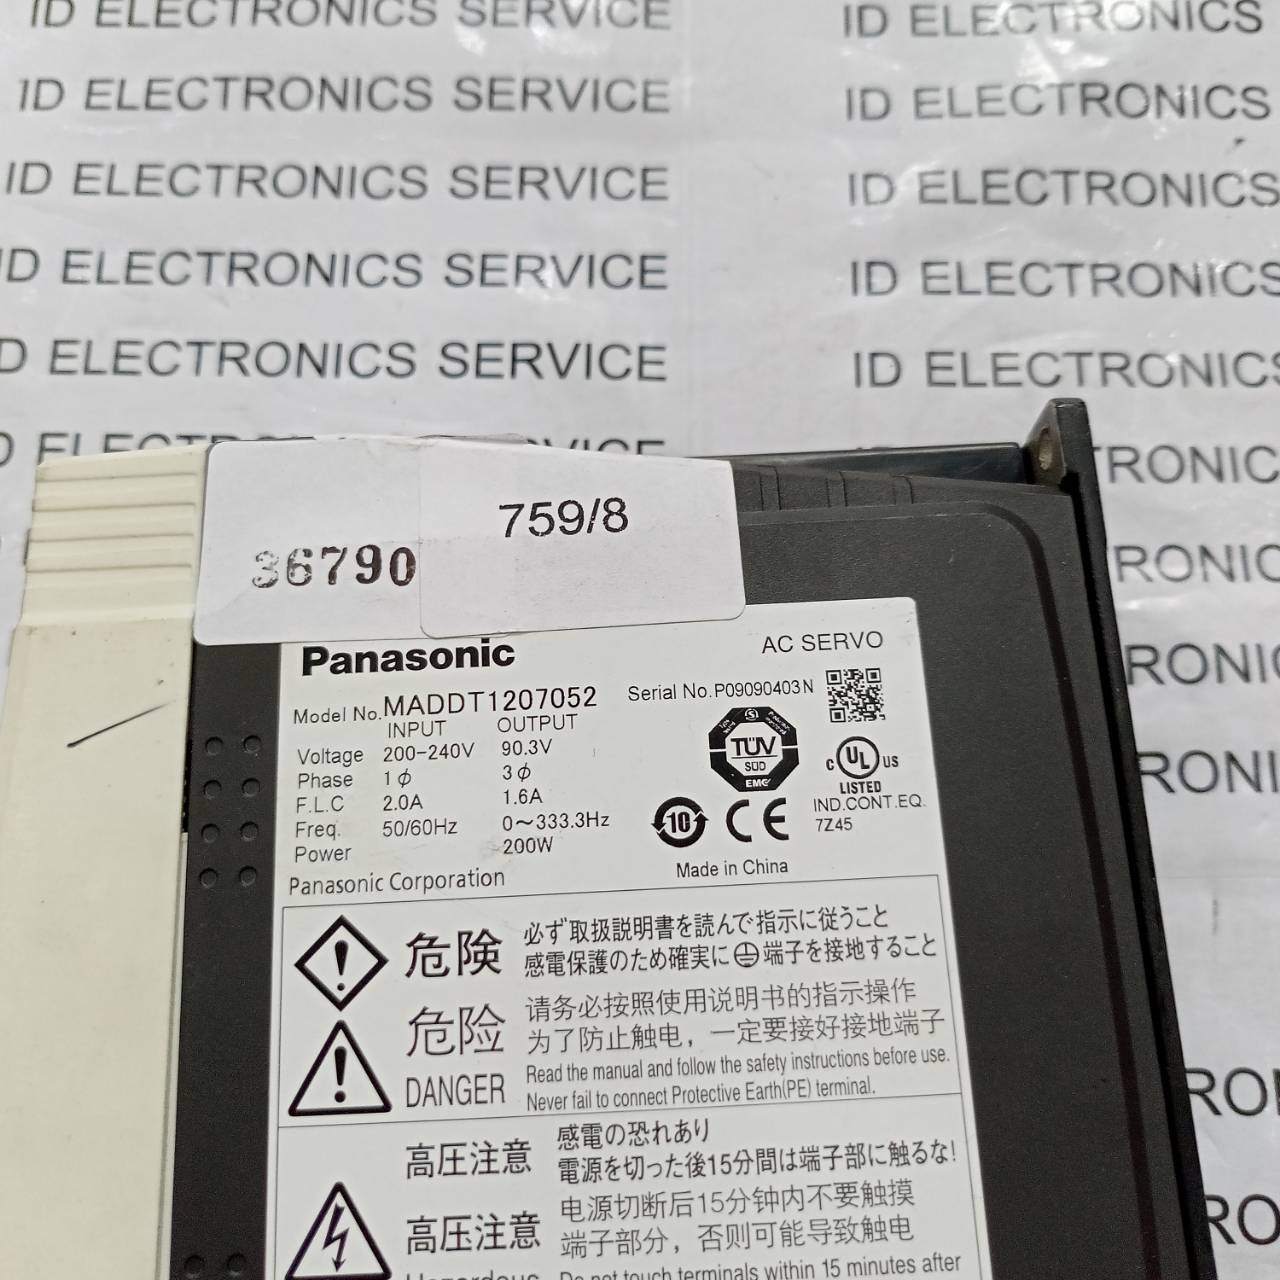 ID ELECTRONICS SERVICE ID ELECTRONICS
ID ELECTRONICS SERVICE ID ELECTRONICS
ID ELECTRONICS SERVICE ID ELECTRONICS
ID ELECTRONICS SERVICE ID ELECTRONICS
D ELECTRONICS SERVICE ID ELECTRONICS
RONIC
759/8
36790
RONIC
Panasonic
AC SERVO
RONIC
Model No. MADDT1207052
Serial No. P09090403N
INPUT OUTPUT
Voltage 200-240V 90.3V
Phase 1ϕ 3ϕ
F.L.C 2.0A 1.6A
Freq. 50/60Hz 0~333.3Hz
Power 200W
TÜV
SÜD
EMC
C UL US
LISTED
IND.CONT.EQ.
7Z45
10 CE
RONI
Panasonic Corporation
Made in China
危険
必ず取扱説明書を読んで指示に従うこと
感電保護のため確実に⏚端子を接地すること
危险
请务必按照使用说明书的指示操作
为了防止触电，一定要接好接地端子
DANGER
Read the manual and follow the safety instructions before use.
Never fail to connect Protective Earth(PE) terminal.
RO
高圧注意
感電の恐れあり
電源を切った後15分間は端子部に触るな!
高压注意
电源切断后15分钟内不要触摸
端子部分，否则可能导致触电
RO
Hazardous
Do not touch terminals within 15 minutes after